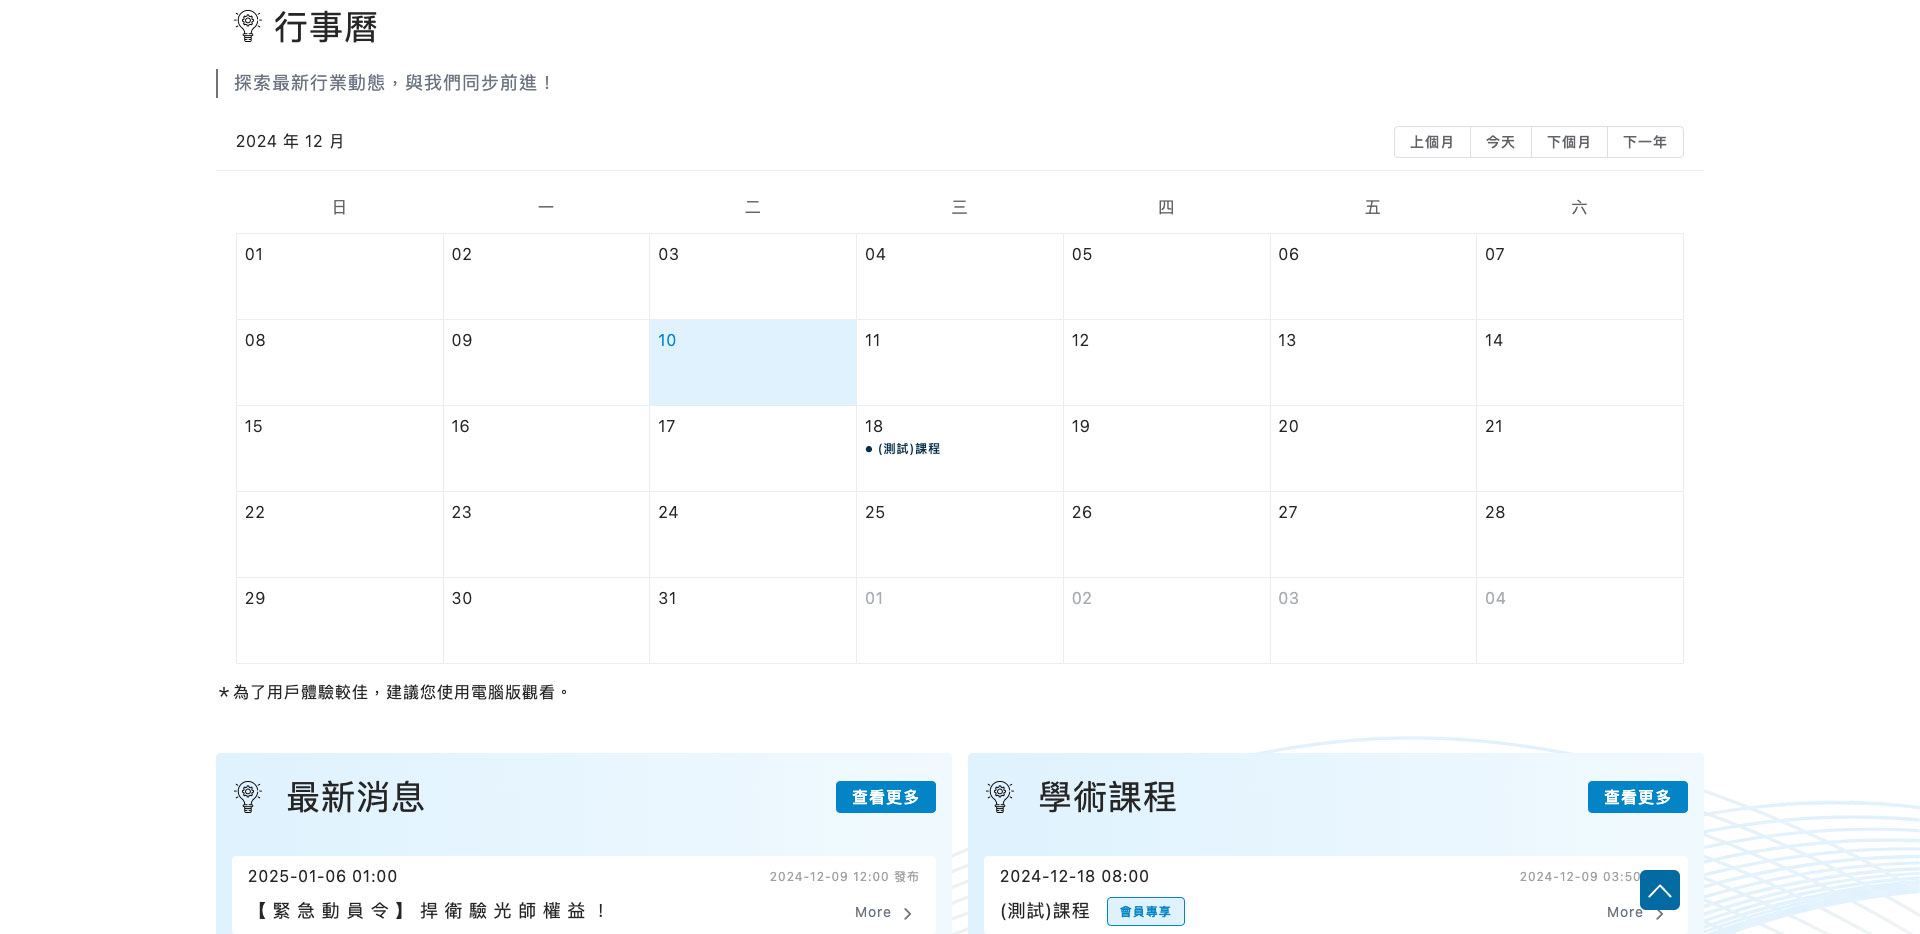 行事曆
探索最新行業動態，與我們同步前進！
2024 年 12 月
上個月 今天 下個月 下一年
日 一 二 三 四 五 六
01 02 03 04 05 06 07
08 09 10 11 12 13 14
15 16 17 18 19 20 21
(測試)課程
22 23 24 25 26 27 28
29 30 31 01 02 03 04
＊為了用戶體驗較佳，建議您使用電腦版觀看。
最新消息 查看更多
2025-01-06 01:00 2024-12-09 12:00 發布
【緊急動員令】捍衛驗光師權益！ More
學術課程 查看更多
2024-12-18 08:00 2024-12-09 03:50
(測試)課程 會員專享 More